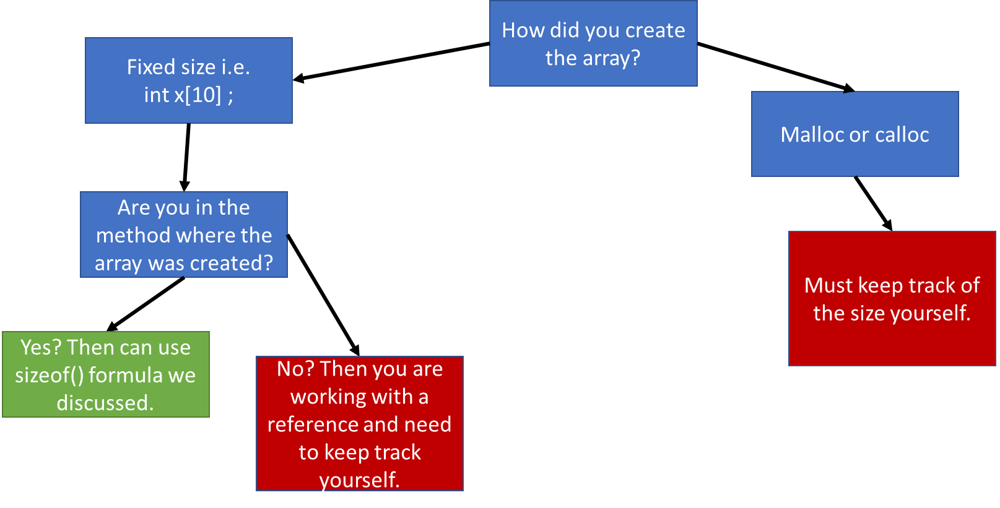 How did you create
the array?
Fixed size i.e.
int x[10] ;
Malloc or calloc
Are you in the
method where the
array was created?
Must keep track of
the size yourself.
Yes? Then can use
sizeof() formula we
discussed.
No? Then you are
working with a
reference and need
to keep track
yourself.